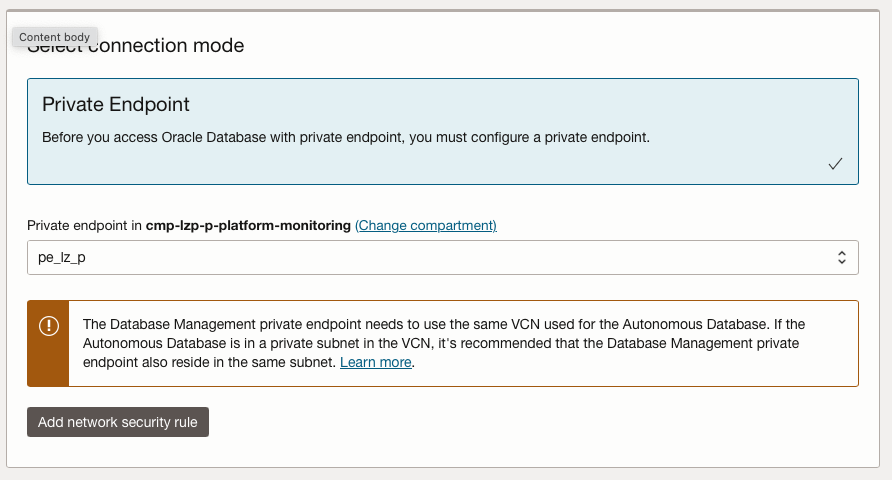 Content body
Select connection mode
Private Endpoint
Before you access Oracle Database with private endpoint, you must configure a private endpoint.
Private endpoint in cmp-lzp-p-platform-monitoring (Change compartment)
pe_lz_p
The Database Management private endpoint needs to use the same VCN used for the Autonomous Database. If the
Autonomous Database is in a private subnet in the VCN, it's recommended that the Database Management private
endpoint also reside in the same subnet. Learn more.
Add network security rule